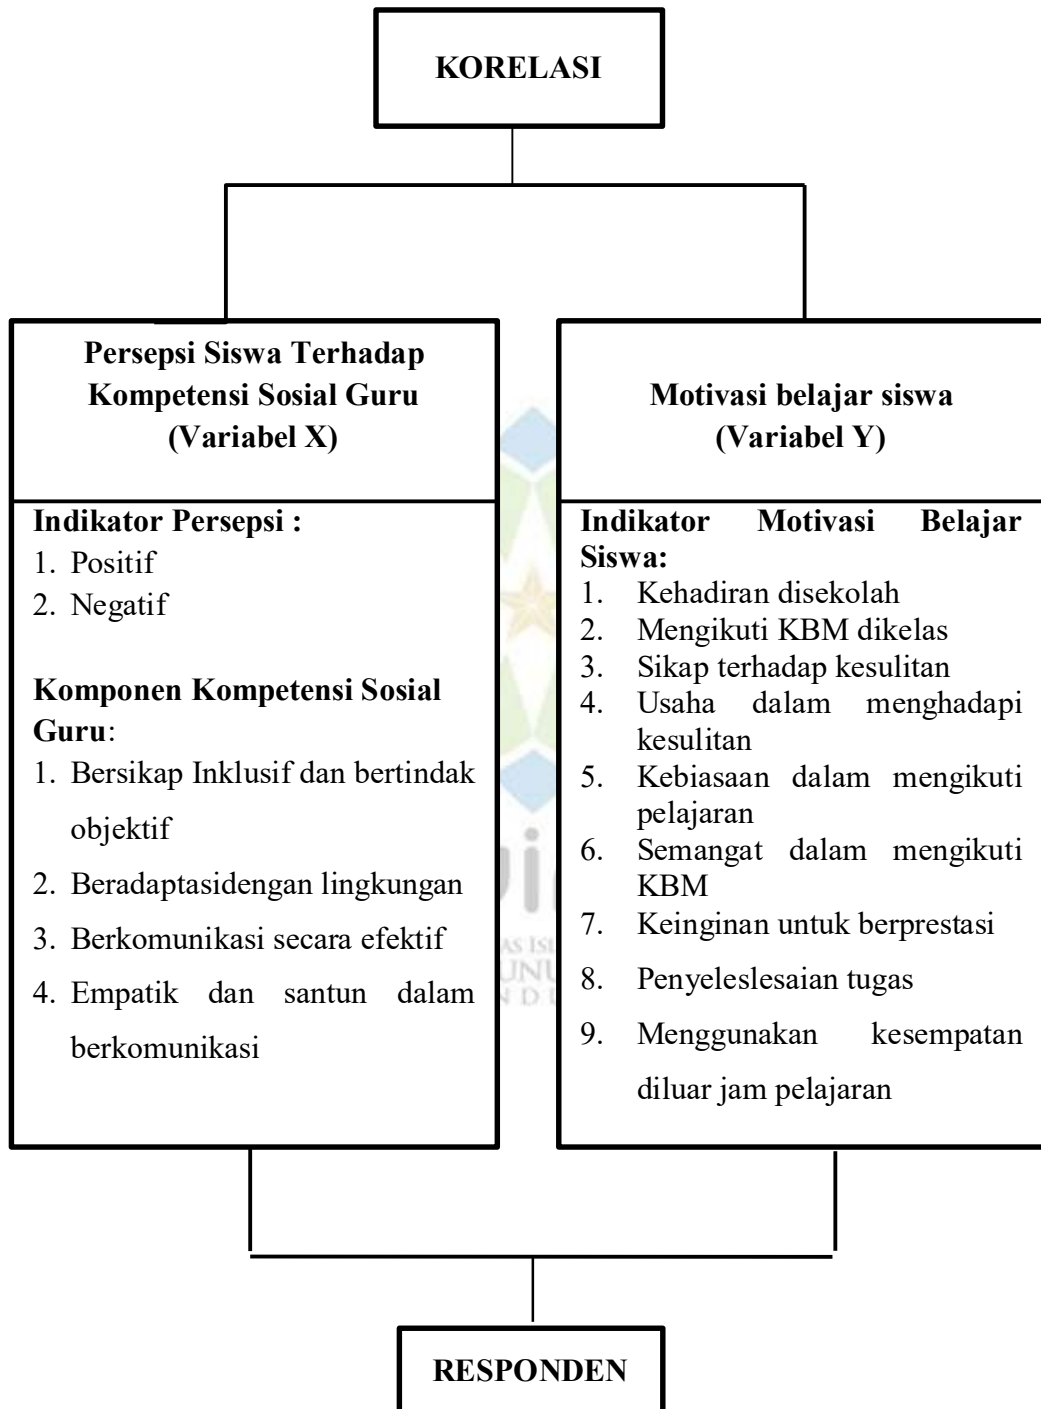 KORELASI
Persepsi Siswa Terhadap
Kompetensi Sosial Guru
(Variabel X)
Indikator Persepsi :
1. Positif
2. Negatif
Komponen Kompetensi Sosial
Guru:
1. Bersikap Inklusif dan bertindak
objektif
2. Beradaptasidengan lingkungan
3. Berkomunikasi secara efektif
4. Empatik dan santun dalam
berkomunikasi
Motivasi belajar siswa
(Variabel Y)
Indikator Motivasi Belajar
Siswa:
1. Kehadiran disekolah
2. Mengikuti KBM dikelas
3. Sikap terhadap kesulitan
4. Usaha dalam menghadapi
kesulitan
5. Kebiasaan dalam mengikuti
pelajaran
6. Semangat dalam mengikuti
KBM
7. Keinginan untuk berprestasi
8. Penyeleslesaian tugas
9. Menggunakan kesempatan
diluar jam pelajaran
RESPONDEN